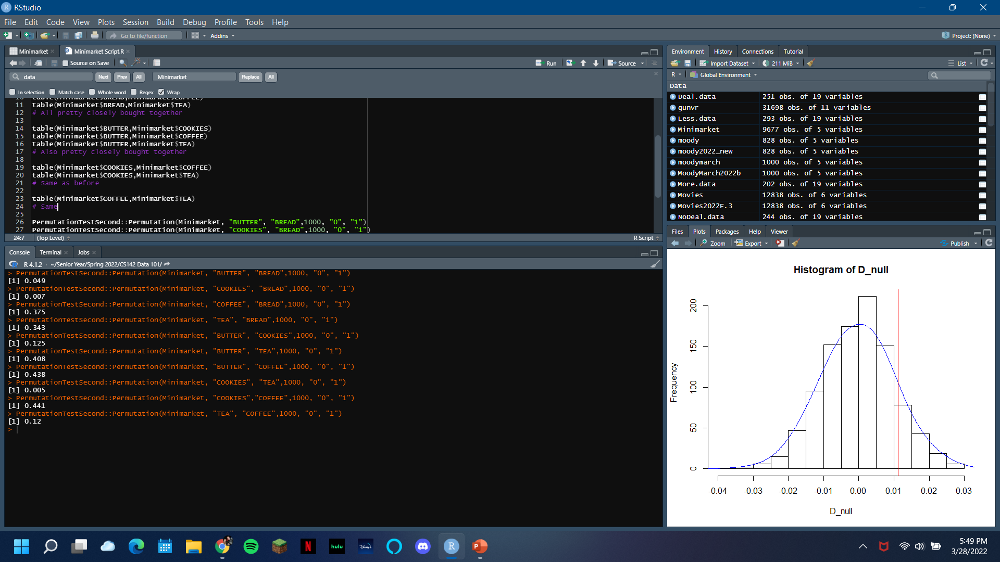 RStudio
File Edit Code View Plots Session Build Debug Profile Tools Help
Go to file/function Addins Project: (None)
Minimarket Minimarket Script.R
Source on Save Run Source
data Next Prev All Minimarket Replace All
In selection Match case Whole word Regex Wrap
10 table(Minimarket$BREAD,Minimarket$COFFEE)
11 table(Minimarket$BREAD,Minimarket$TEA)
12 # All pretty closely bought together
13
14 table(Minimarket$BUTTER,Minimarket$COOKIES)
15 table(Minimarket$BUTTER,Minimarket$COFFEE)
16 table(Minimarket$BUTTER,Minimarket$TEA)
17 # Also pretty closely bought together
18
19 table(Minimarket$COOKIES,Minimarket$COFFEE)
20 table(Minimarket$COOKIES,Minimarket$TEA)
21 # Same as before
22
23 table(Minimarket$COFFEE,Minimarket$TEA)
24 # Same
25
26 PermutationTestSecond::Permutation(Minimarket, "BUTTER", "BREAD",1000, "0", "1")
27 PermutationTestSecond::Permutation(Minimarket, "COOKIES", "BREAD",1000, "0", "1")
24:7 (Top Level) R Script
Console Terminal Jobs
R 4.1.2 · ~/Senior Year/Spring 2022/CS142 Data 101/
> PermutationTestSecond::Permutation(Minimarket, "BUTTER", "BREAD",1000, "0", "1")
[1] 0.049
> PermutationTestSecond::Permutation(Minimarket, "COOKIES", "BREAD",1000, "0", "1")
[1] 0.007
> PermutationTestSecond::Permutation(Minimarket, "COFFEE", "BREAD",1000, "0", "1")
[1] 0.375
> PermutationTestSecond::Permutation(Minimarket, "TEA", "BREAD",1000, "0", "1")
[1] 0.343
> PermutationTestSecond::Permutation(Minimarket, "BUTTER", "COOKIES",1000, "0", "1")
[1] 0.125
> PermutationTestSecond::Permutation(Minimarket, "BUTTER", "TEA",1000, "0", "1")
[1] 0.408
> PermutationTestSecond::Permutation(Minimarket, "BUTTER", "COFFEE",1000, "0", "1")
[1] 0.438
> PermutationTestSecond::Permutation(Minimarket, "COOKIES", "TEA",1000, "0", "1")
[1] 0.005
> PermutationTestSecond::Permutation(Minimarket, "COOKIES","COFFEE",1000, "0", "1")
[1] 0.441
> PermutationTestSecond::Permutation(Minimarket, "TEA", "COFFEE",1000, "0", "1")
[1] 0.12
>
Environment History Connections Tutorial
Import Dataset 211 MiB List
R Global Environment
Data
Deal.data 251 obs. of 19 variables
gunvr 31698 obs. of 11 variables
Less.data 293 obs. of 19 variables
Minimarket 9677 obs. of 5 variables
moody 828 obs. of 5 variables
moody2022_new 828 obs. of 5 variables
moodymarch 1000 obs. of 5 variables
MoodyMarch2022b 1000 obs. of 5 variables
More.data 202 obs. of 19 variables
Movies 12838 obs. of 6 variables
Movies2022F.3 12838 obs. of 6 variables
NoDeal.data 244 obs. of 19 variables
Files Plots Packages Help Viewer
Zoom Export Publish
Histogram of D_null
Frequency
200
150
100
50
0
-0.04 -0.03 -0.02 -0.01 0.00 0.01 0.02 0.03
D_null
N hulu Disney+ R P
5:49 PM
3/28/2022